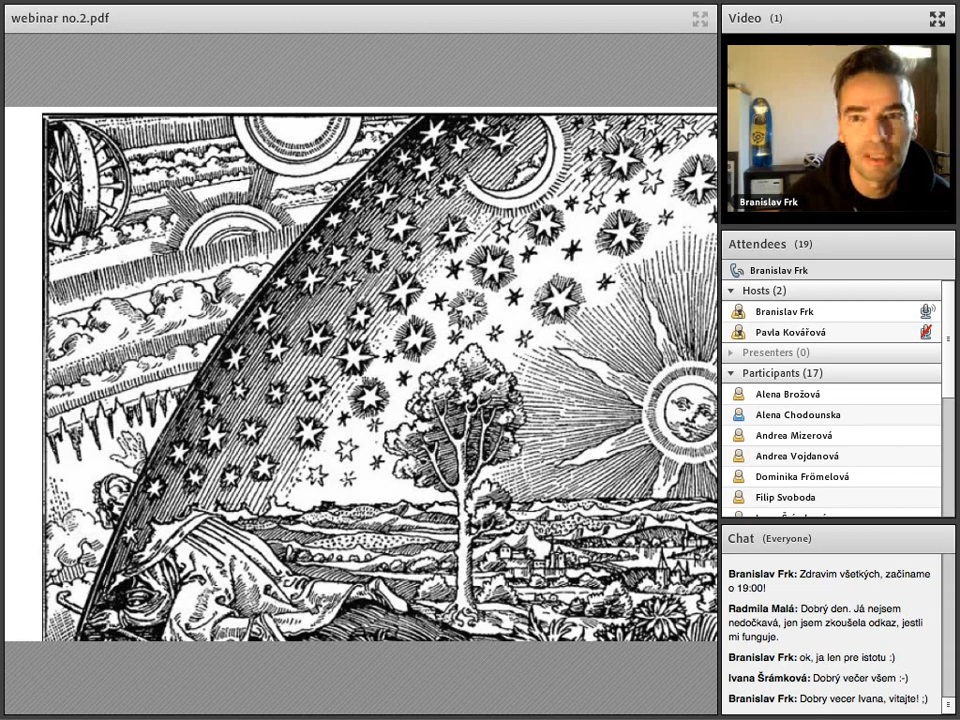 webinar no.2.pdf
Video (1)
Branislav Frk
Attendees (19)
Branislav Frk
Hosts (2)
Branislav Frk
Pavla Kovářová
Presenters (0)
Participants (17)
Alena Brožová
Alena Chodounska
Andrea Mizerová
Andrea Vojdanová
Dominika Frömelová
Filip Svoboda
Chat (Everyone)
Branislav Frk: Zdravim všetkých, začíname
o 19:00!
Radmila Malá: Dobrý den. Já nejsem
nedočkavá, jen jsem zkoušela odkaz, jestli
mi funguje.
Branislav Frk: ok, ja len pre istotu :)
Ivana Šrámková: Dobrý večer všem :-)
Branislav Frk: Dobry vecer Ivana, vitajte! ;)